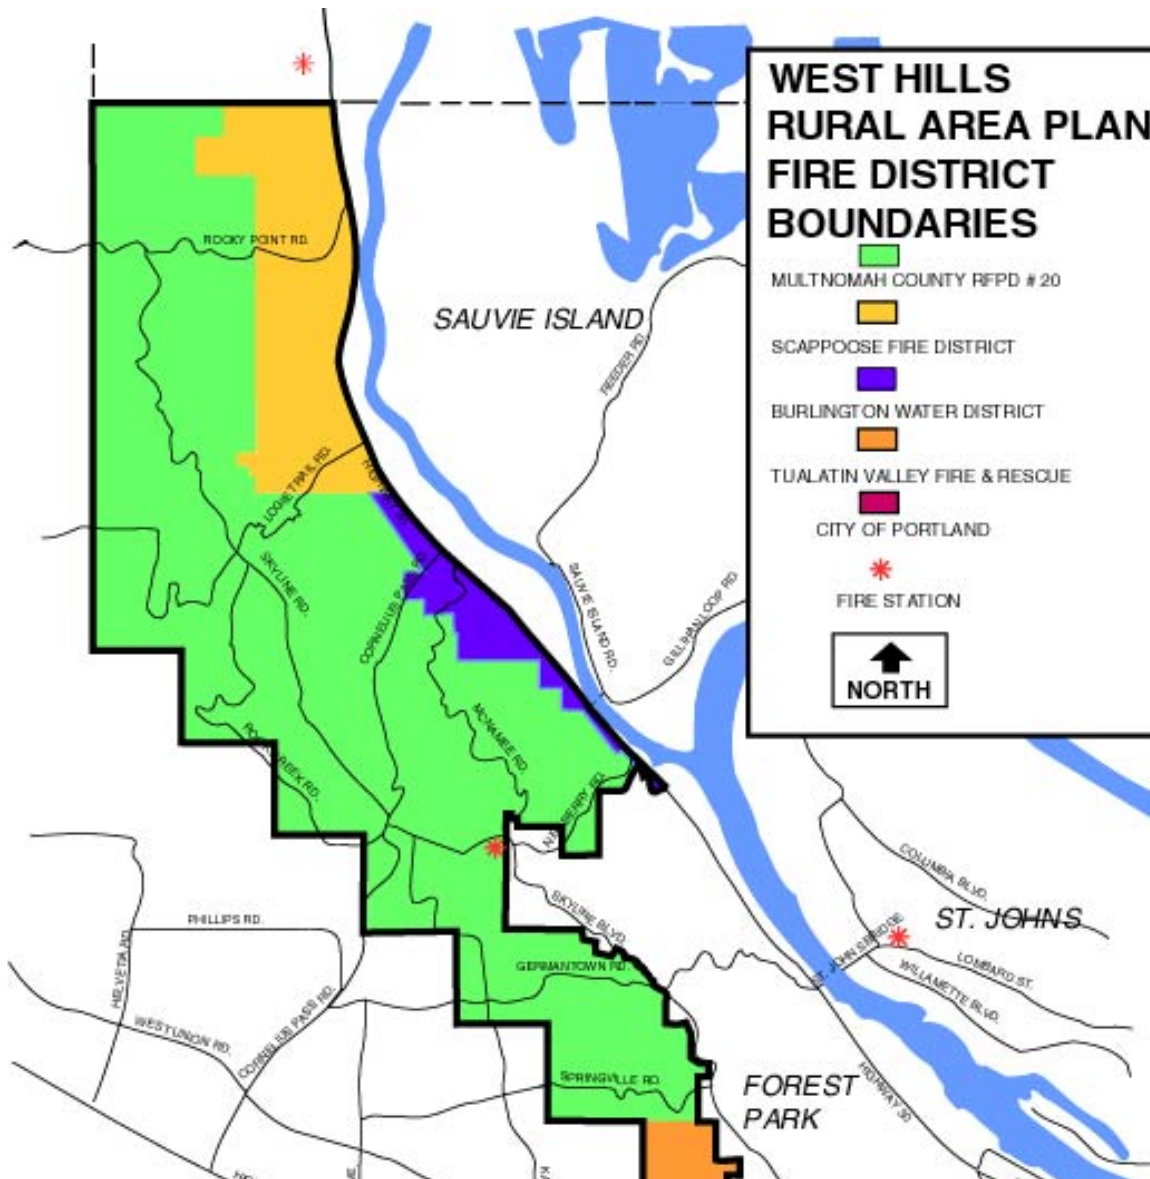 WEST HILLS
RURAL AREA PLAN
FIRE DISTRICT
BOUNDARIES
MULTNOMAH COUNTY RFPD # 20
SCAPPOOSE FIRE DISTRICT
BURLINGTON WATER DISTRICT
TUALATIN VALLEY FIRE & RESCUE
CITY OF PORTLAND
FIRE STATION
NORTH
ROCKY POINT RD.
SAUVIE ISLAND
REEDER RD.
LOGIE TRAIL RD.
SKYLINE RD.
CORNELIUS PASS RD.
SAUVIE ISLAND RD.
GILLIHAN LOOP RD.
MCNAMEE RD.
NEWBERRY RD.
COLUMBIA BLVD.
SKYLINE BLVD.
ST. JOHNS
PHILLIPS RD.
HELVETIA RD.
GERMANTOWN RD.
LOMBARD ST.
WILLAMETTE BLVD.
WEST UNION RD.
CORNELIUS PASS RD.
SPRINGVILLE RD.
FOREST
PARK
HIGHWAY 30